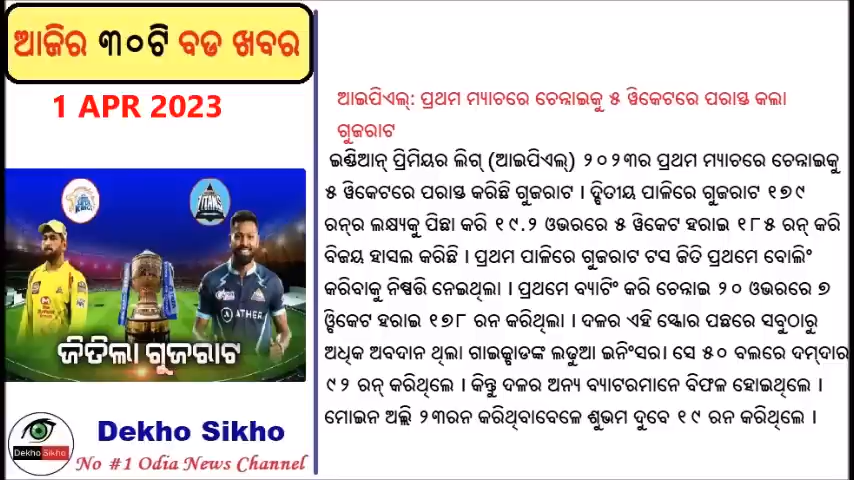 ଆଜିର ୩୦ଟି ବଡ ଖବର
1 APR 2023
ଆଇପିଏଲ୍: ପ୍ରଥମ ମ୍ୟାଚରେ ଚେନ୍ନାଇକୁ ୫ ୱିକେଟରେ ପରାସ୍ତ କଲା
ଗୁଜରାଟ
ଇଣ୍ଡିଆନ୍ ପ୍ରିମିୟର ଲିଗ୍ (ଆଇପିଏଲ୍) ୨୦୨୩ର ପ୍ରଥମ ମ୍ୟାଚରେ ଚେନ୍ନାଇକୁ
୫ ୱିକେଟରେ ପରାସ୍ତ କରିଛି ଗୁଜରାଟ । ଦ୍ବିତୀୟ ପାଳିରେ ଗୁଜରାଟ ୧୭୯
ରନ୍‌ର ଲକ୍ଷ୍ୟକୁ ପିଛା କରି ୧୯.୨ ଓଭରରେ ୫ ୱିକେଟ ହରାଇ ୧୮୫ ରନ୍ କରି
ବିଜୟ ହାସଲ କରିଛି । ପ୍ରଥମ ପାଳିରେ ଗୁଜରାଟ ଟସ ଜିତି ପ୍ରଥମେ ବୋଲିଂ
କରିବାକୁ ନିଷ୍ପତ୍ତି ନେଇଥିଲା । ପ୍ରଥମେ ବ୍ୟାଟିଂ କରି ଚେନାଇ ୨୦ ଓଭରରେ ୭
ୱିକେଟ ହରାଇ ୧୭୮ ରନ କରିଥିଲା । ଦଳର ଏହି ସ୍କୋର ପଛରେ ସବୁଠାରୁ
ଅଧିକ ଅବଦାନ ଥିଲା ଗାଇକ୍ୱାଡଙ୍କ ଲଢୁଆ ଇନିଂସ। ସେ ୫୦ ବଲରେ ଦମ୍‌ଦାର
୯୨ ରନ୍ କରିଥିଲେ । କିନ୍ତୁ ଦଳର ଅନ୍ୟ ବ୍ୟାଟରମାନେ ବିଫଳ ହୋଇଥିଲେ ।
ମୋଇନ ଅଲ୍ଲି ୨୩ରନ କରିଥିବାବେଳେ ଶୁଭମ ଦୁବେ ୧୯ ରନ କରିଥିଲେ ।
TITANS
ATHER
ଜିତିଲା ଗୁଜରାଟ
Dekho Sikho
Dekho Sikho
No #1 Odia News Channel